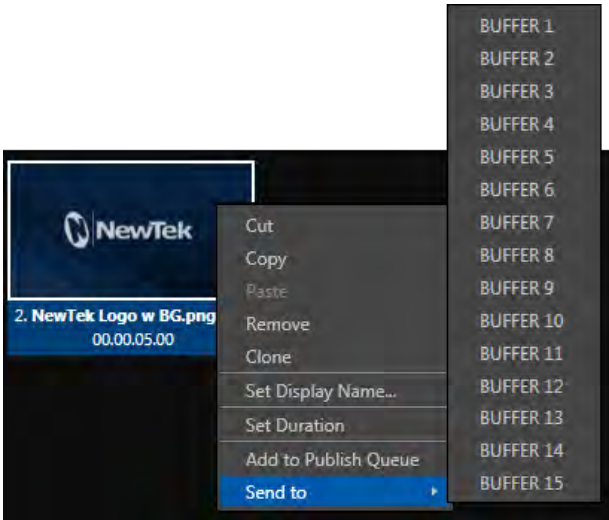 NewTek
2. NewTek Logo w BG.png
00.00.05.00
Cut
Copy
Paste
Remove
Clone
Set Display Name...
Set Duration
Add to Publish Queue
Send to
BUFFER 1
BUFFER 2
BUFFER 3
BUFFER 4
BUFFER 5
BUFFER 6
BUFFER 7
BUFFER 8
BUFFER 9
BUFFER 10
BUFFER 11
BUFFER 12
BUFFER 13
BUFFER 14
BUFFER 15